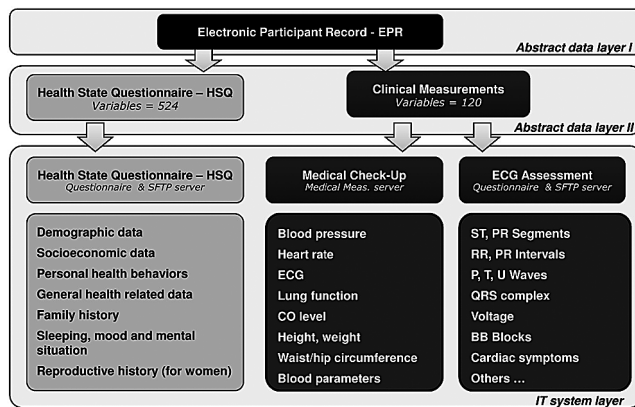 Electronic Participant Record - EPR
Abstract data layer I
Health State Questionnaire – HSQ
Variables = 524
Clinical Measurements
Variables = 120
Abstract data layer II
Health State Questionnaire – HSQ
Questionnaire & SFTP server
Medical Check-Up
Medical Meas. server
ECG Assessment
Questionnaire & SFTP server
Demographic data
Socioeconomic data
Personal health behaviors
General health related data
Family history
Sleeping, mood and mental
situation
Reproductive history (for women)
Blood pressure
Heart rate
ECG
Lung function
CO level
Height, weight
Waist/hip circumference
Blood parameters
ST, PR Segments
RR, PR Intervals
P, T, U Waves
QRS complex
Voltage
BB Blocks
Cardiac symptoms
Others ...
IT system layer